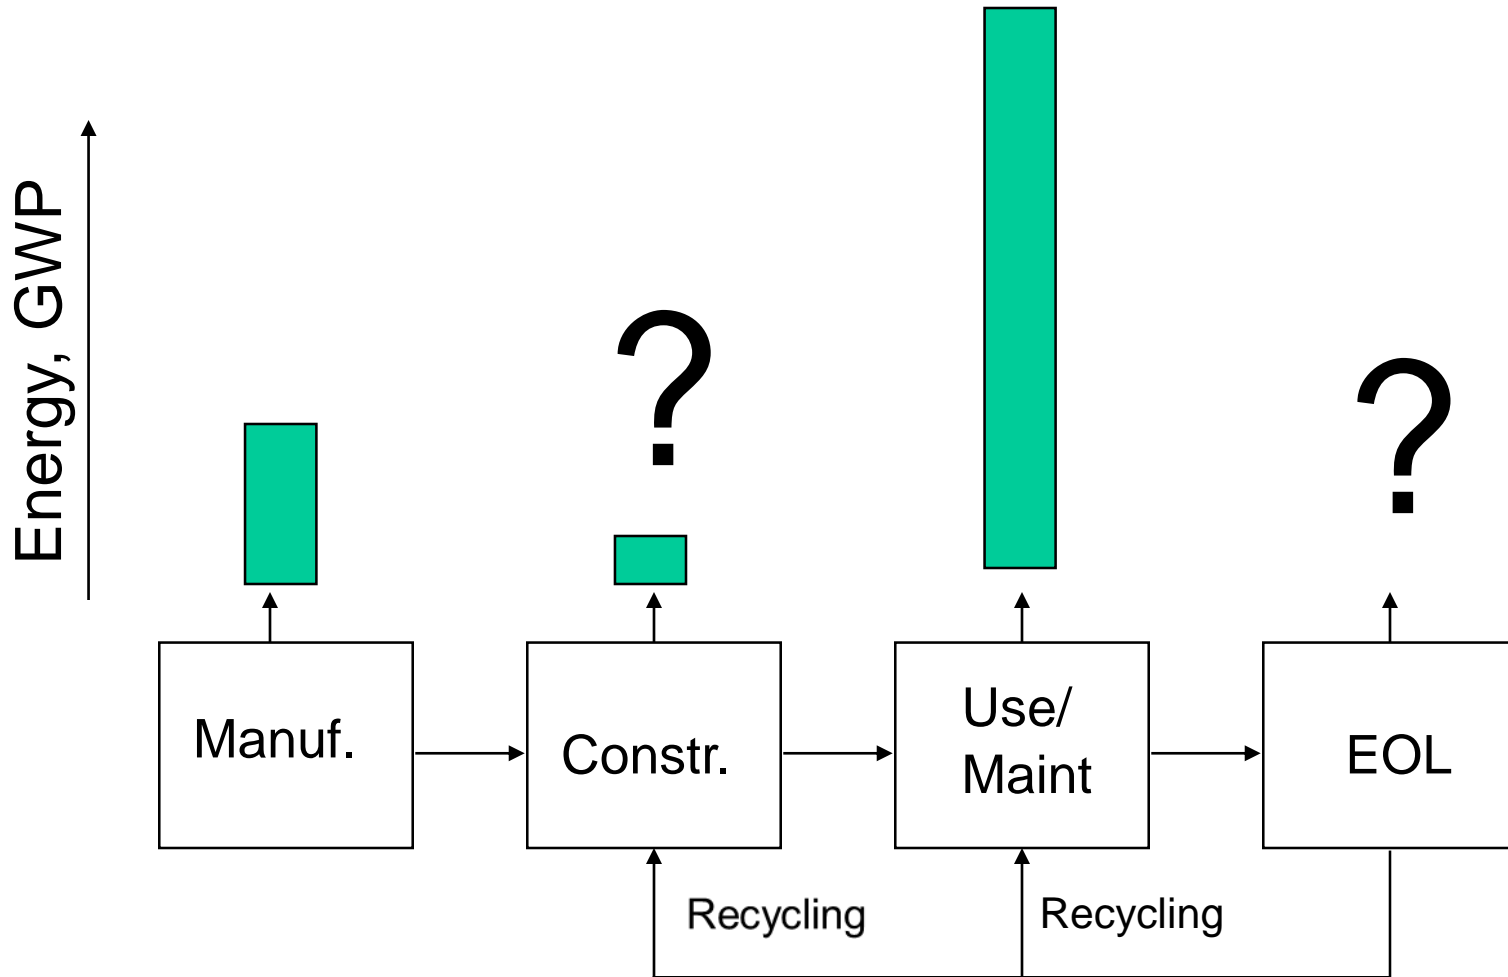 Energy, GWP
?
?
Manuf.
Constr.
Use/
Maint
EOL
Recycling
Recycling